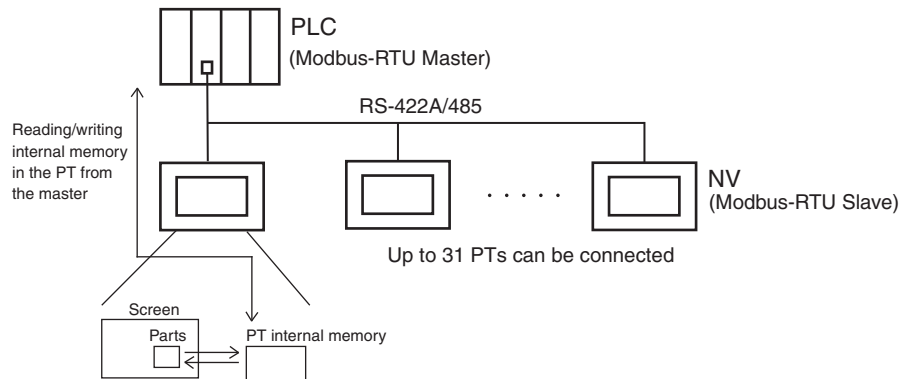 PLC
(Modbus-RTU Master)
RS-422A/485
Reading/writing
internal memory
in the PT from
the master
NV
(Modbus-RTU Slave)
. . . . .
Up to 31 PTs can be connected
Screen
Parts
PT internal memory